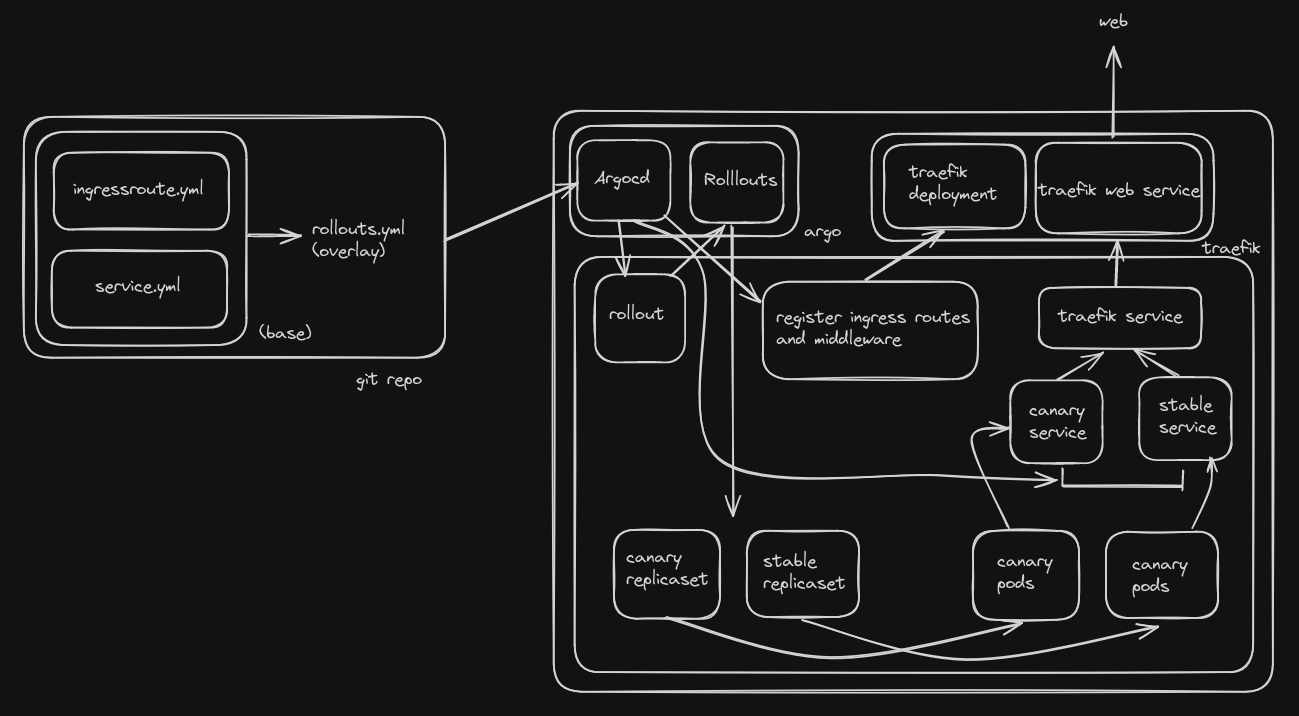 web
ingressroute.yml
service.yml
rollouts.yml
(overlay)
(base)
git repo
Argocd
Rolllouts
argo
traefik
deployment
traefik web service
traefik
rollout
register ingress routes
and middleware
traefik service
canary
service
stable
service
canary
replicaset
stable
replicaset
canary
pods
canary
pods